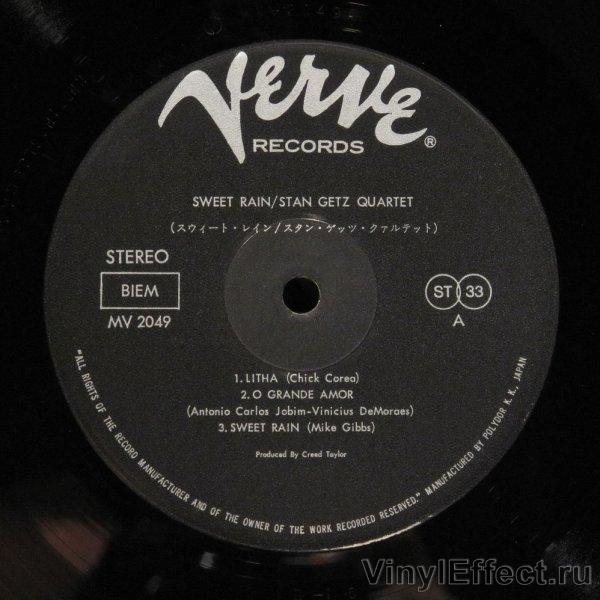 Verve
RECORDS ®
SWEET RAIN/STAN GETZ QUARTET
(スウィート・レイン/スタン・ゲッツ・クァルテット)
STEREO
BIEM
MV 2049
ST 33
A
1. LITHA (Chick Corea)
2. O GRANDE AMOR
(Antonio Carlos Jobim-Vinicius DeMoraes)
3. SWEET RAIN (Mike Gibbs)
Produced By Creed Taylor
"ALL RIGHTS OF THE RECORD MANUFACTURER AND OF THE OWNER OF THE WORK RECORDED RESERVED." MANUFACTURED BY POLYDOR K. K., JAPAN
VinylEffect.ru